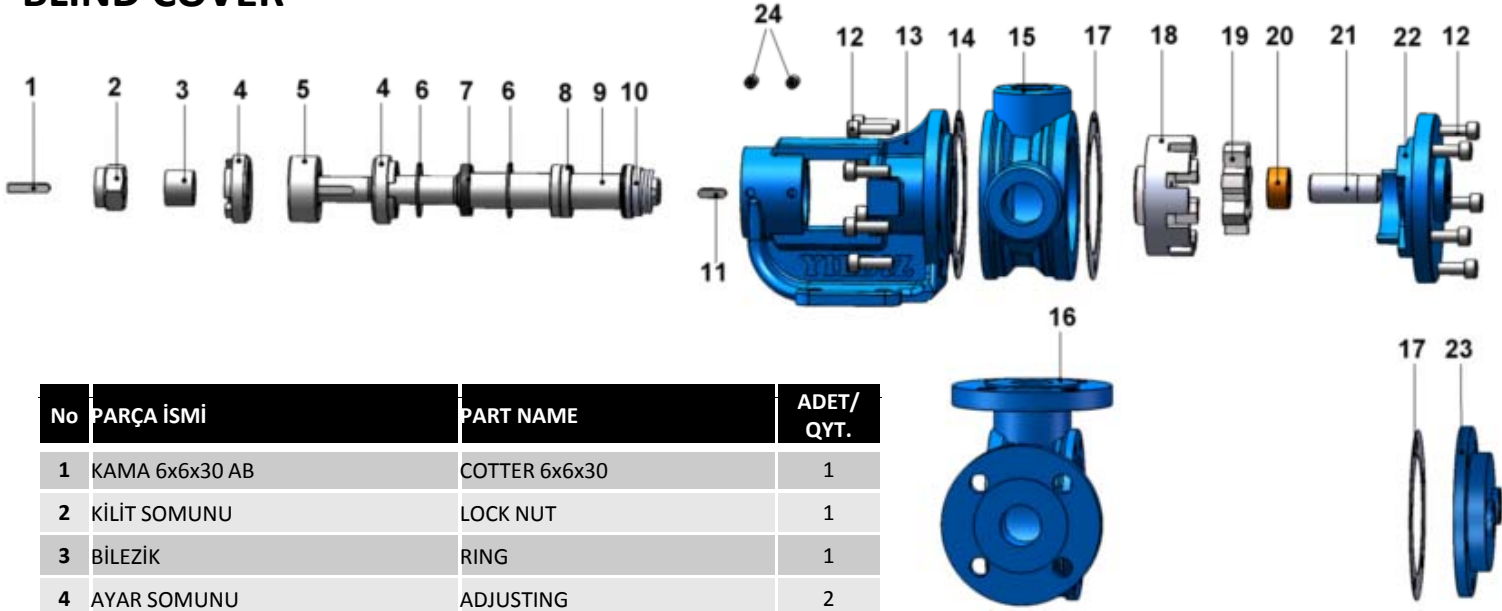 BLIND COVER
24
12 13 14 15 17 18 19 20 21 22 12
1 2 3 4 5 4 6 7 6 8 9 10
11
YILMAZ
16
17 23
No PARÇA İSMİ PART NAME ADET/
QYT.
1 KAMA 6x6x30 AB COTTER 6x6x30 1
2 KİLİT SOMUNU LOCK NUT 1
3 BİLEZİK RING 1
4 AYAR SOMUNU ADJUSTING 2